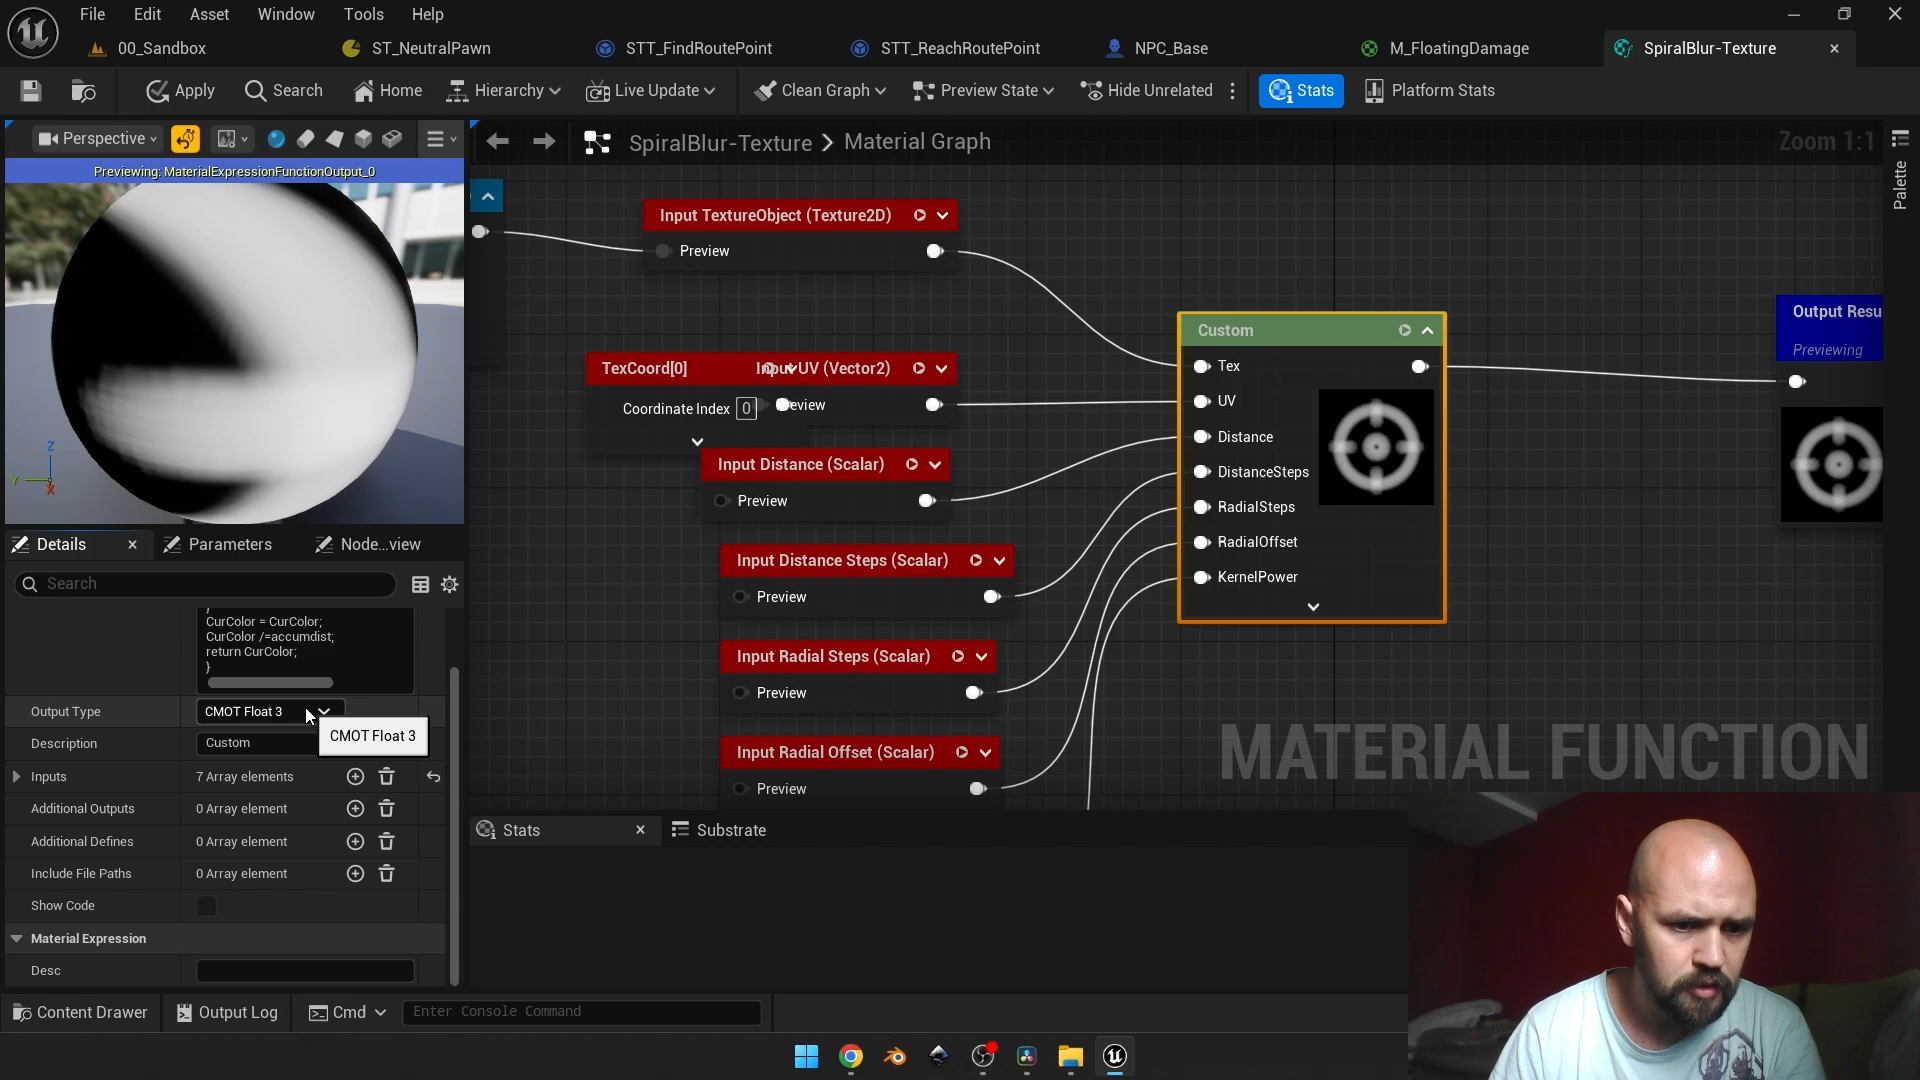 File Edit Asset Window Tools Help
00_Sandbox ST_NeutralPawn STT_FindRoutePoint STT_ReachRoutePoint NPC_Base M_FloatingDamage SpiralBlur-Texture
Apply Search Home Hierarchy Live Update Clean Graph Preview State Hide Unrelated Stats Platform Stats
Perspective
Previewing: MaterialExpressionFunctionOutput_0
Z
Y
X
SpiralBlur-Texture > Material Graph
Zoom 1:1
Palette
Input TextureObject (Texture2D)
Preview
TexCoord[0]
Coordinate Index 0
Input UV (Vector2)
Preview
Input Distance (Scalar)
Preview
Input Distance Steps (Scalar)
Preview
Input Radial Steps (Scalar)
Preview
Input Radial Offset (Scalar)
Preview
Custom
Tex
UV
Distance
DistanceSteps
RadialSteps
RadialOffset
KernelPower
Output Resu
Previewing
MATERIAL FUNCTION
Details Parameters Node...view
Search
}
CurColor = CurColor;
CurColor /=accumdist;
return CurColor;
}
Output Type CMOT Float 3
CMOT Float 3
Description Custom
Inputs 7 Array elements
Additional Outputs 0 Array element
Additional Defines 0 Array element
Include File Paths 0 Array element
Show Code
Material Expression
Desc
Stats Substrate
Content Drawer Output Log Cmd Enter Console Command